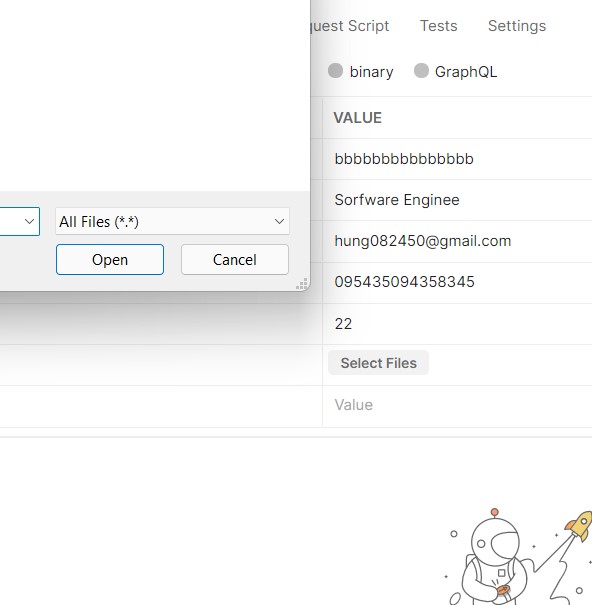 quest Script Tests Settings
binary GraphQL
VALUE
bbbbbbbbbbbbbbb
Sorfware Enginee
hung082450@gmail.com
095435094358345
22
Select Files
Value
All Files (*.*)
Open Cancel